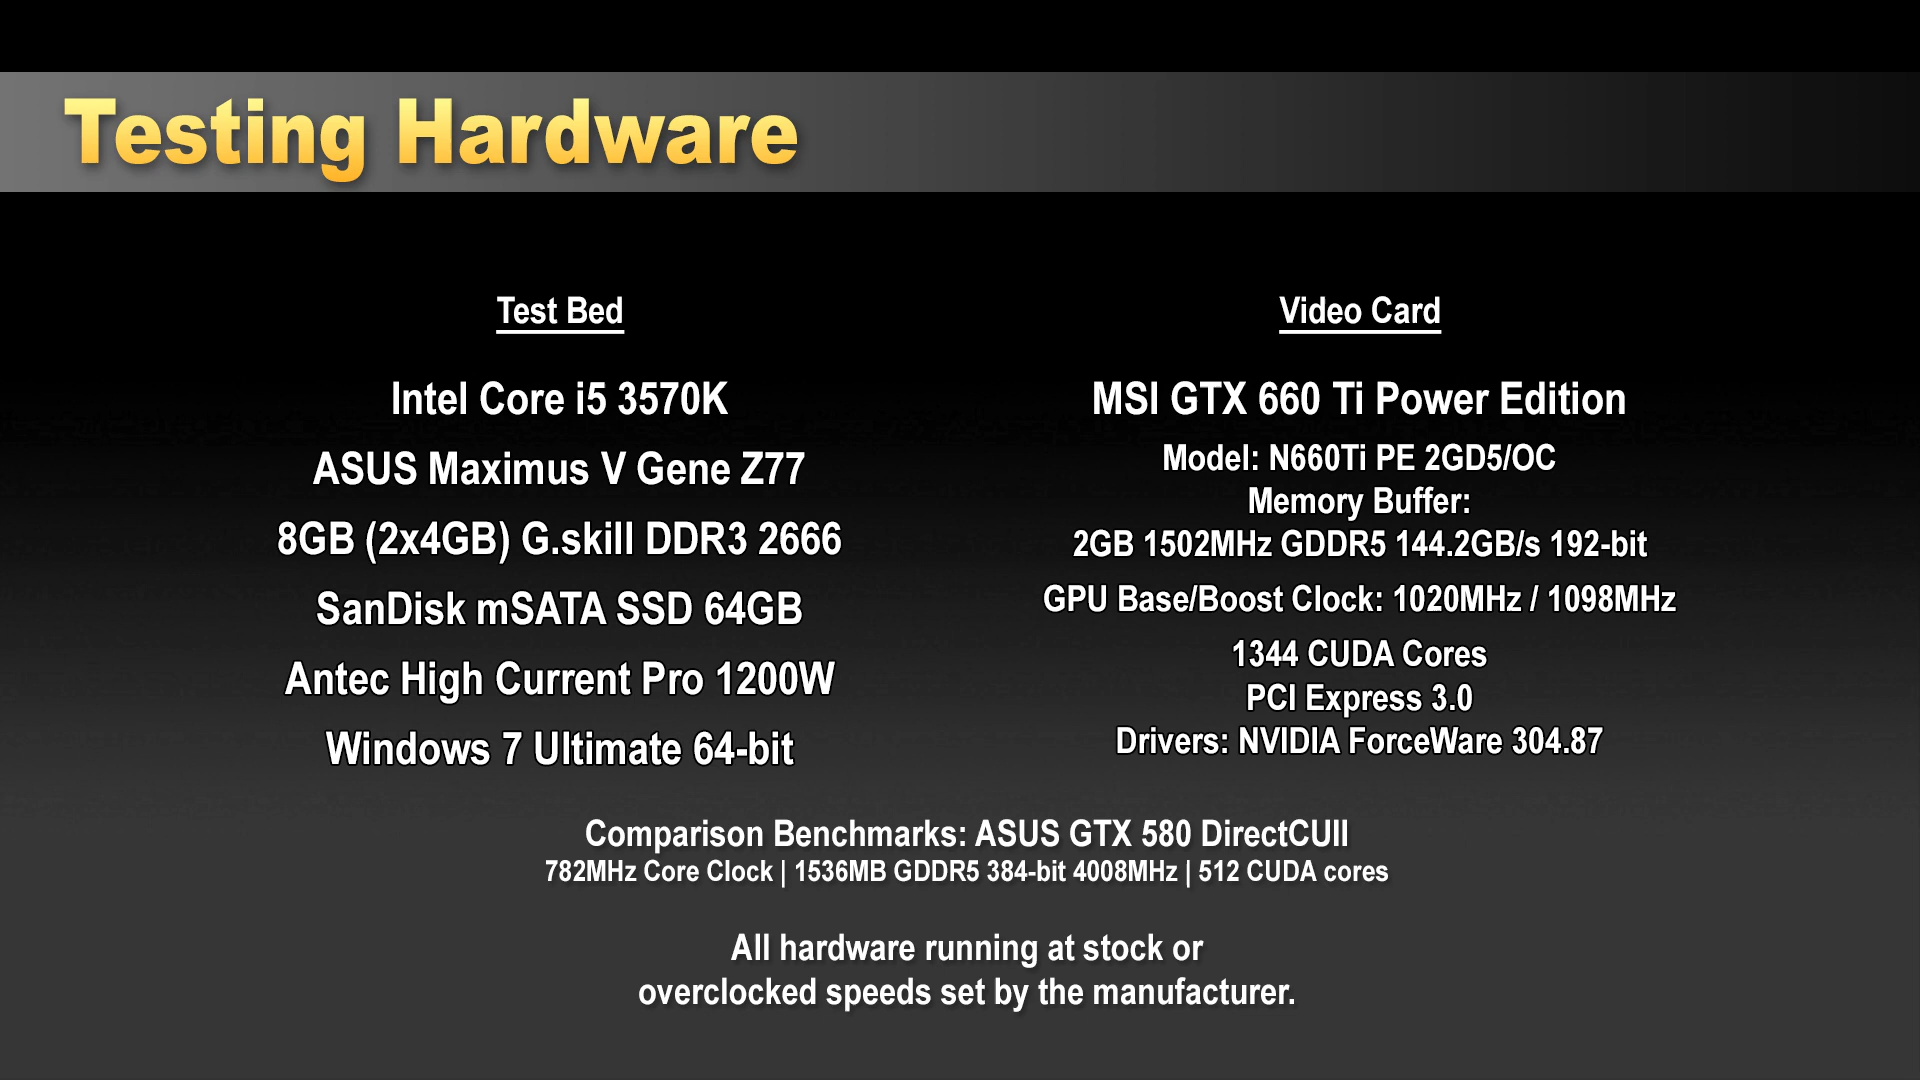 Testing Hardware
Test Bed
Intel Core i5 3570K
ASUS Maximus V Gene Z77
8GB (2x4GB) G.skill DDR3 2666
SanDisk mSATA SSD 64GB
Antec High Current Pro 1200W
Windows 7 Ultimate 64-bit
Video Card
MSI GTX 660 Ti Power Edition
Model: N660Ti PE 2GD5/OC
Memory Buffer:
2GB 1502MHz GDDR5 144.2GB/s 192-bit
GPU Base/Boost Clock: 1020MHz / 1098MHz
1344 CUDA Cores
PCI Express 3.0
Drivers: NVIDIA ForceWare 304.87
Comparison Benchmarks: ASUS GTX 580 DirectCUII
782MHz Core Clock | 1536MB GDDR5 384-bit 4008MHz | 512 CUDA cores
All hardware running at stock or
overclocked speeds set by the manufacturer.